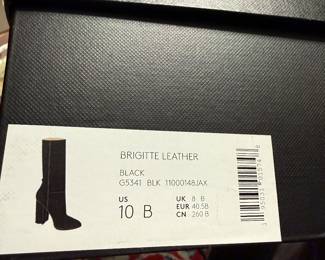 BRIGITTE LEATHER
BLACK
G5341 BLK 11000148JAX
US
10 B
UK 8 B
EUR 40.5B
CN 260 B